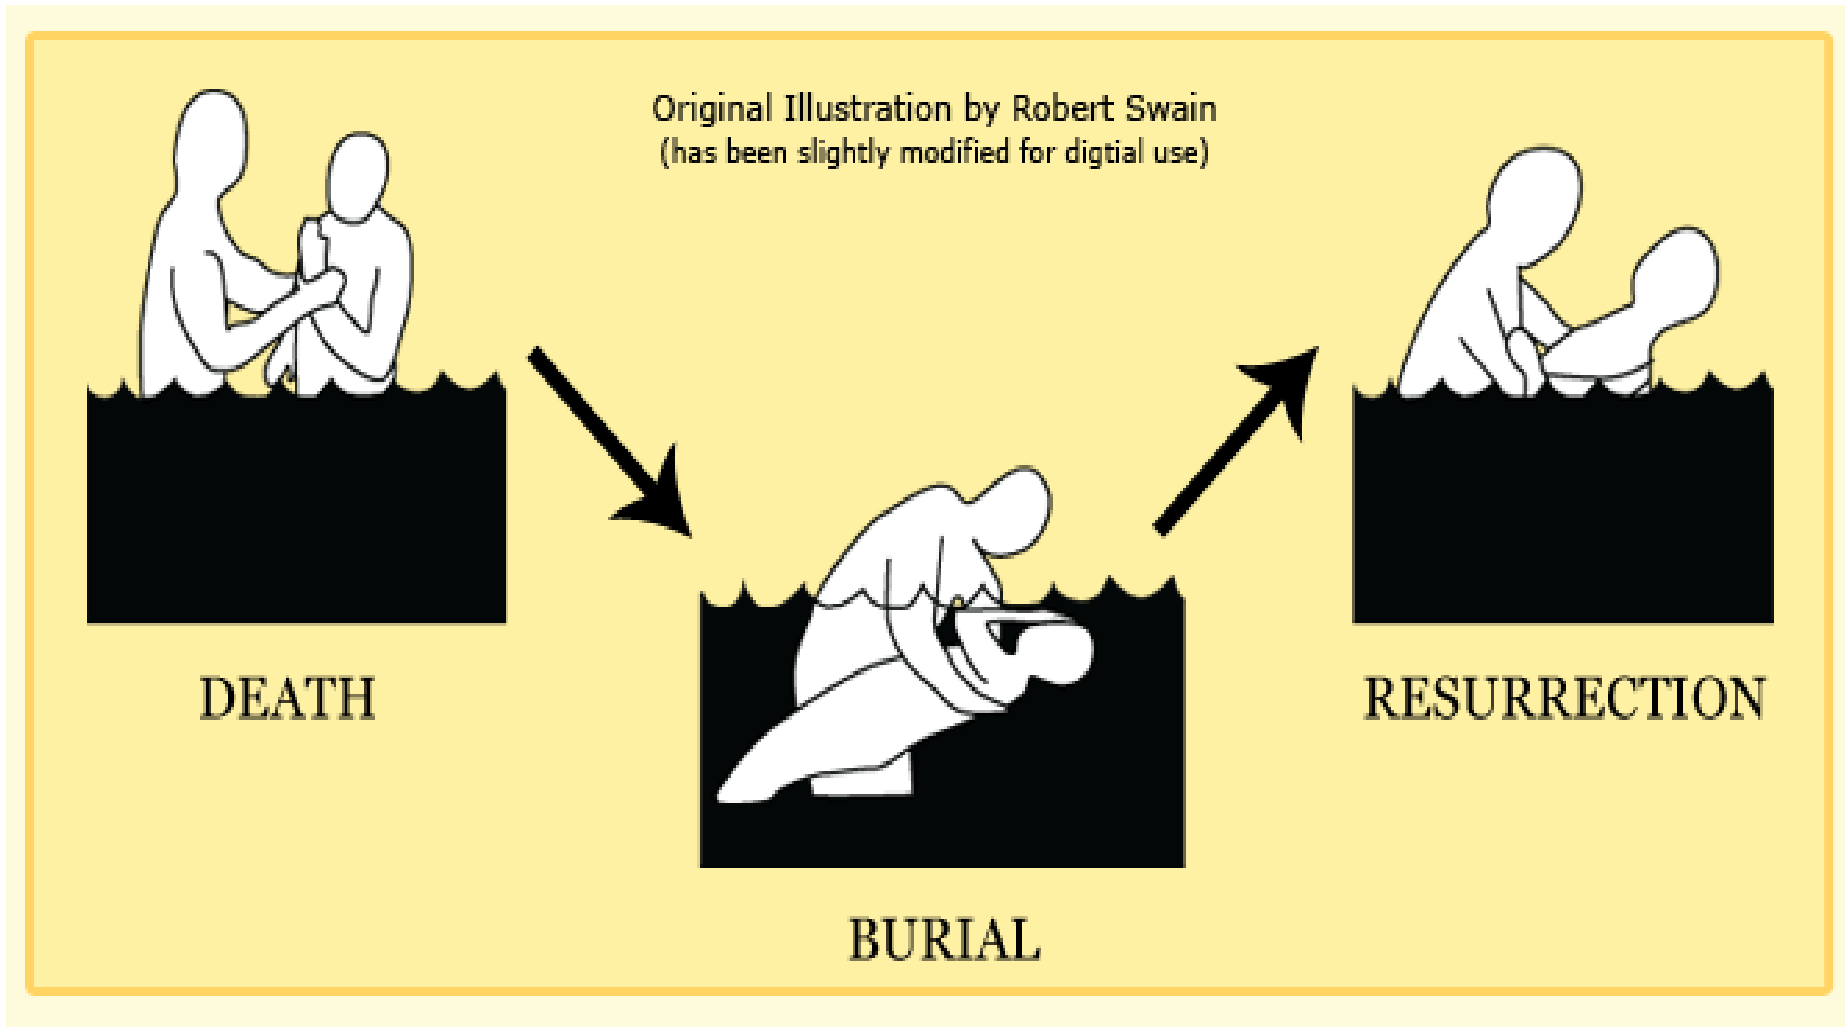 Original Illustration by Robert Swain
(has been slightly modified for digtial use)
DEATH
BURIAL
RESURRECTION